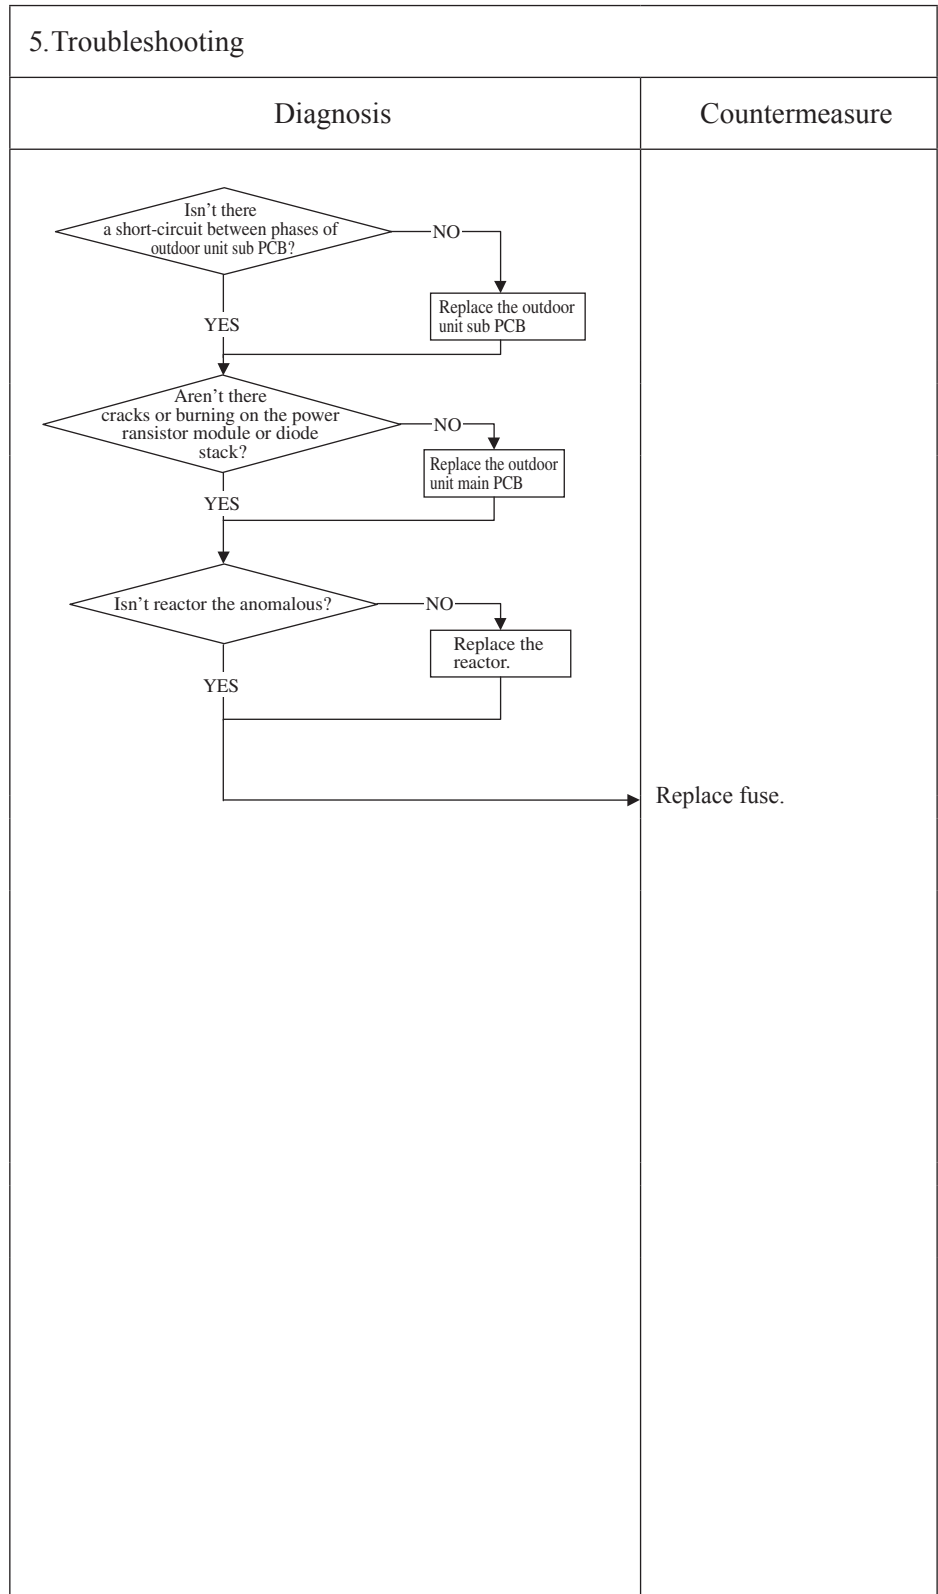 5.Troubleshooting
Diagnosis
Countermeasure
Isn’t there
a short-circuit between phases of
outdoor unit sub PCB?
NO
Replace the outdoor
unit sub PCB
YES
Aren’t there
cracks or burning on the power
ransistor module or diode
stack?
NO
Replace the outdoor
unit main PCB
YES
Isn’t reactor the anomalous?
NO
Replace the
reactor.
YES
Replace fuse.